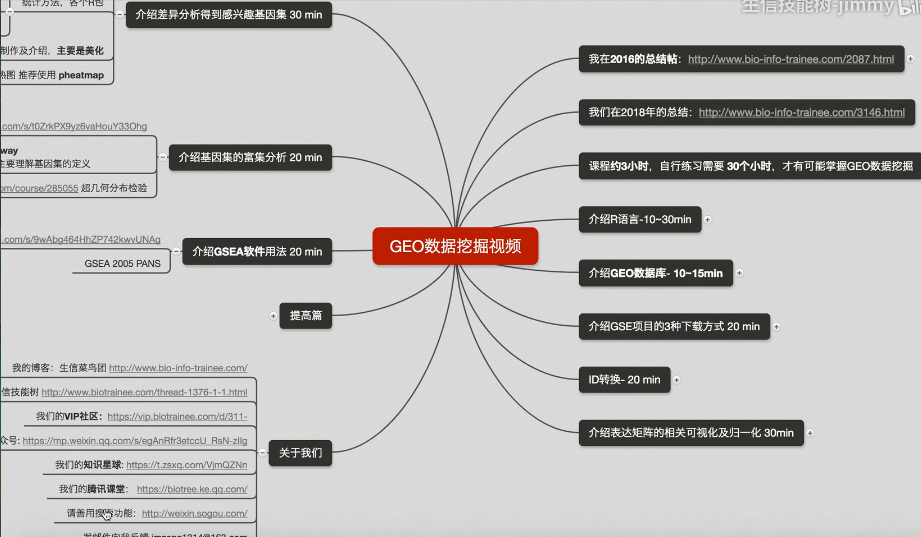 生信技能树-jimmy
统计方法，各个R包
介绍差异分析得到感兴趣基因集 30 min
制作及介绍，主要是美化
热图 推荐使用 pheatmap
.com/s/t0ZrkPX9yz6vaHouY33Ohg
way
主要理解基因集的定义
介绍基因集的富集分析 20 min
om/course/285055 超几何分布检验
.com/s/9wAbg464HhZP742kwvUNAg
介绍GSEA软件用法 20 min
GSEA 2005 PANS
GEO数据挖掘视频
提高篇
我的博客：生信菜鸟团 http://www.bio-info-trainee.com/
信技能树 http://www.biotrainee.com/thread-1376-1-1.html
我们的VIP社区：https://vip.biotrainee.com/d/311-
众号: https://mp.weixin.qq.com/s/egAnRfr3etccU_RsN-zIlg
关于我们
我们的知识星球: https://t.zsxq.com/VjmQZNn
我们的腾讯课堂： https://biotree.ke.qq.com/
请善用搜索功能： http://weixin.sogou.com/
我在2016的总结帖：http://www.bio-info-trainee.com/2087.html
我们在2018年的总结：http://www.bio-info-trainee.com/3146.html
课程约3小时，自行练习需要 30个小时，才有可能掌握GEO数据挖掘
介绍R语言-10~30min
介绍GEO数据库- 10~15min
介绍GSE项目的3种下载方式 20 min
ID转换- 20 min
介绍表达矩阵的相关可视化及归一化 30min